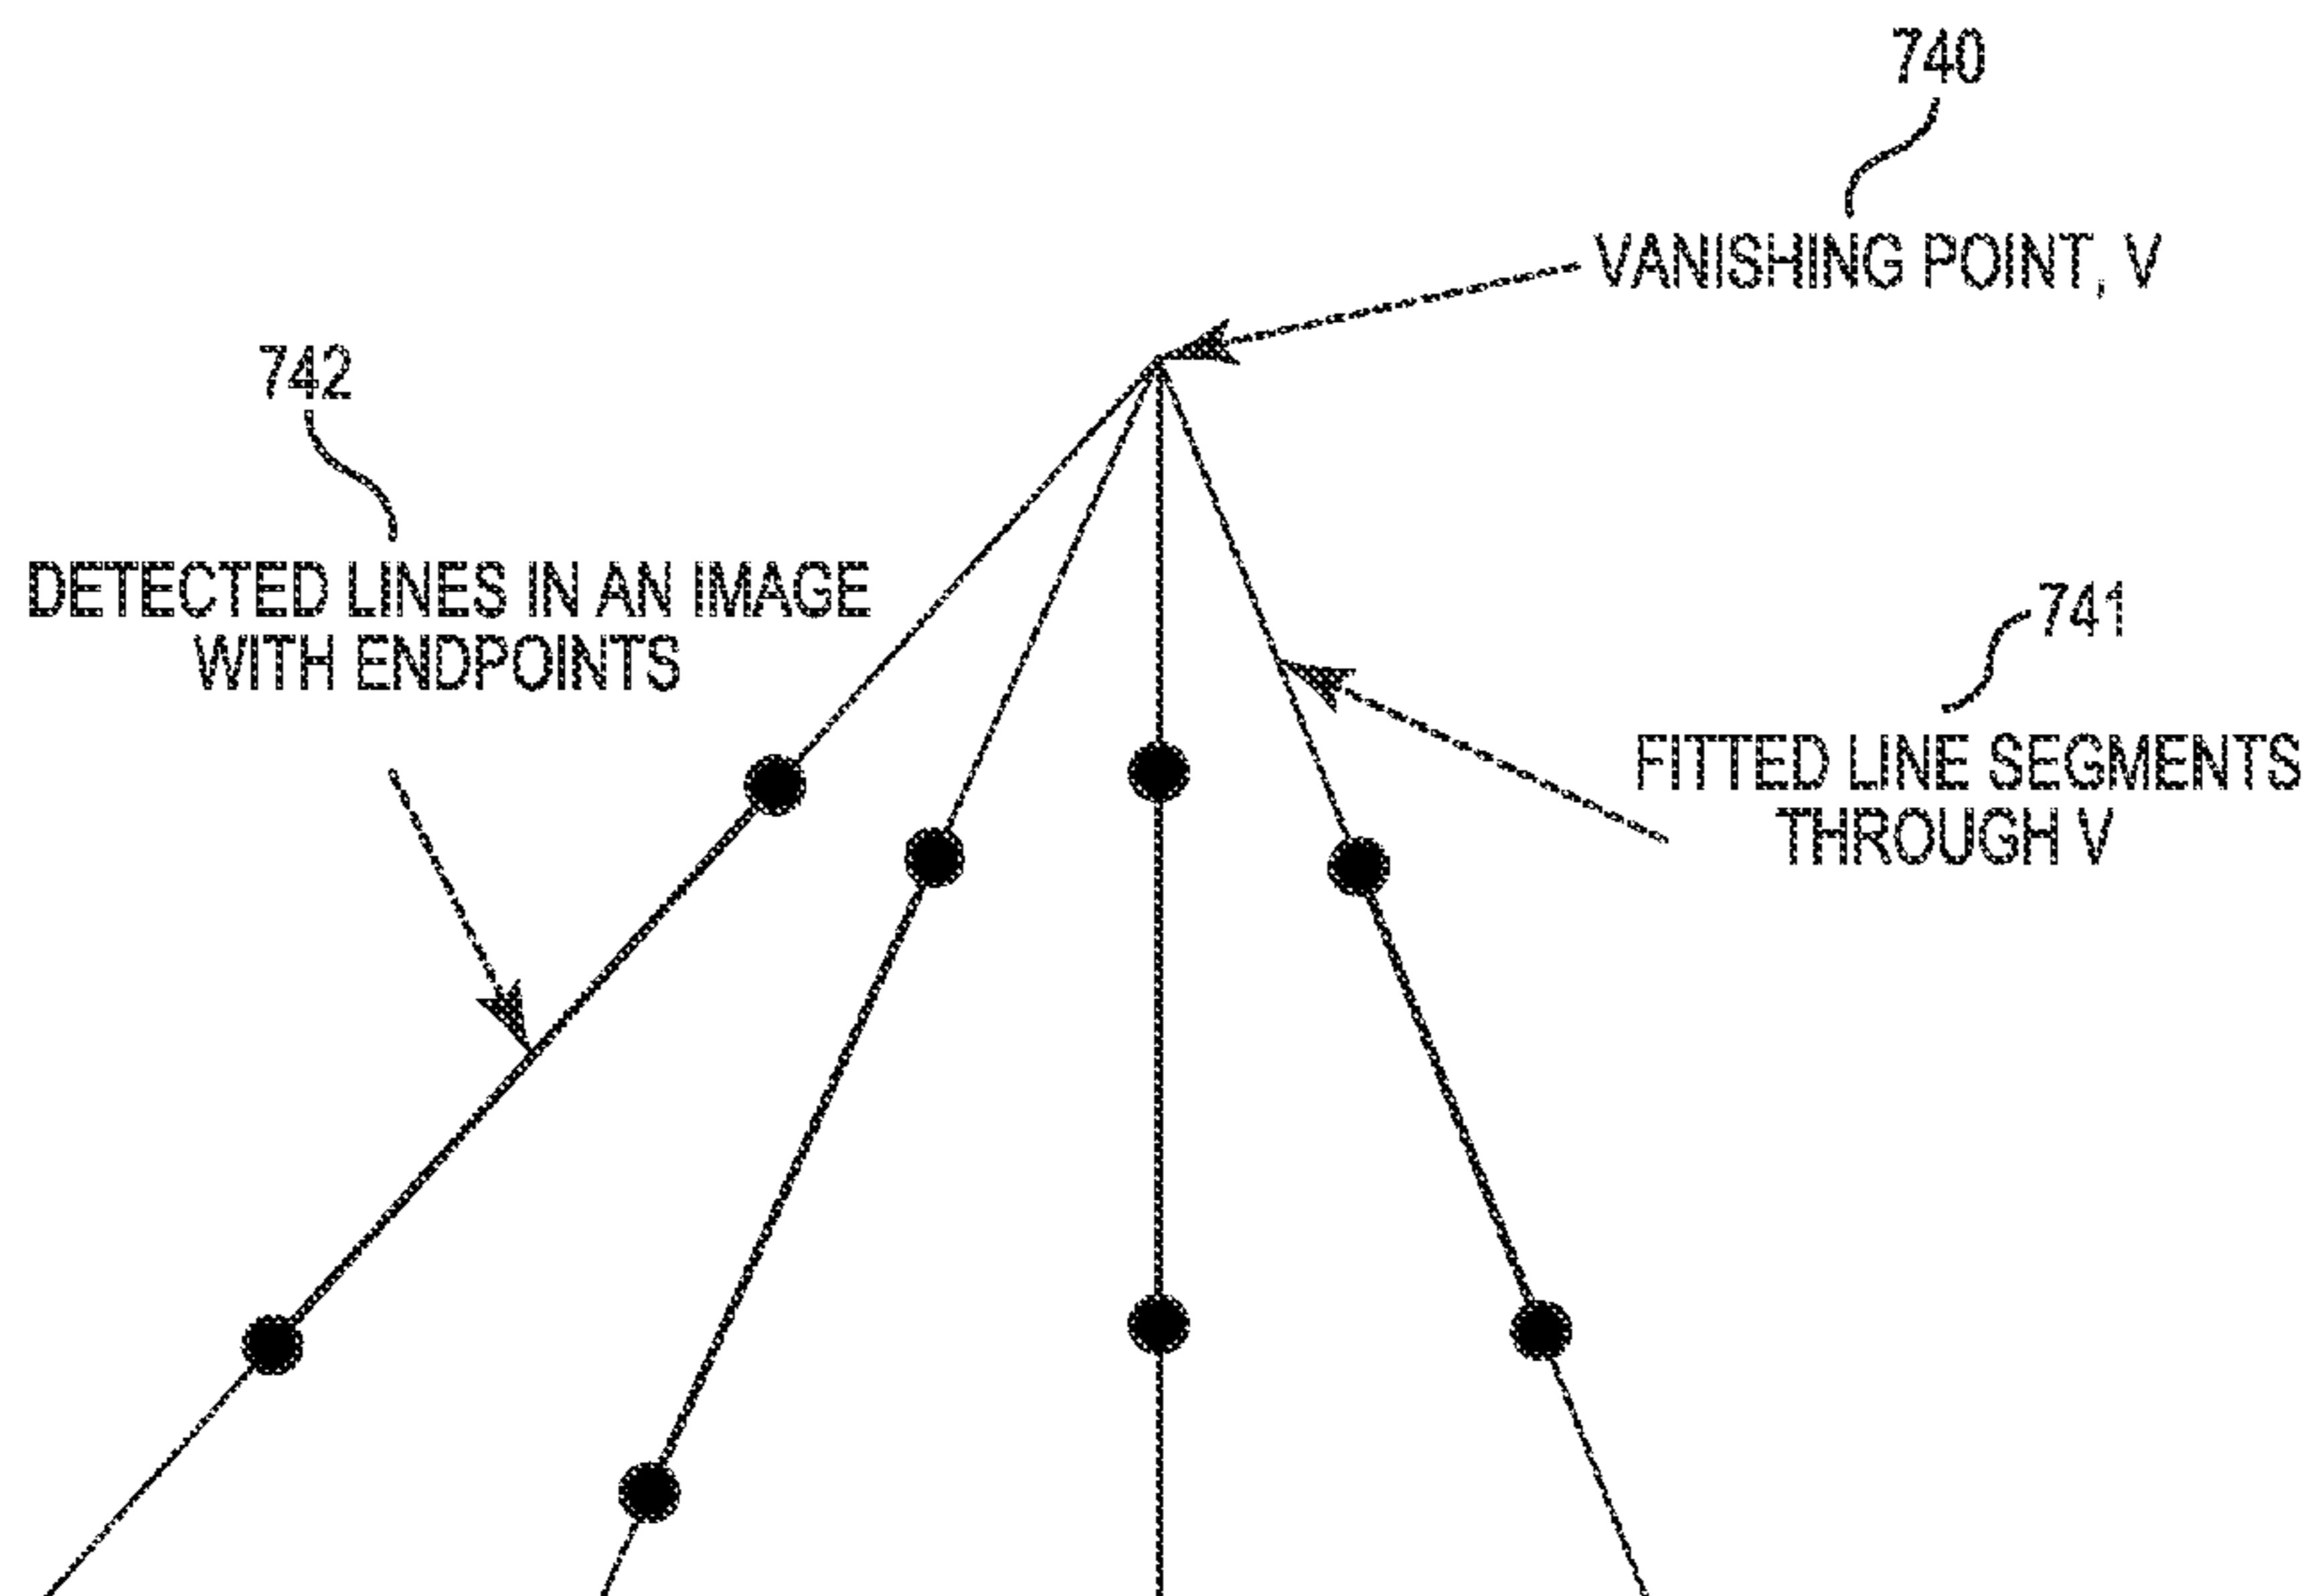 740
VANISHING POINT, V
742
DETECTED LINES IN AN IMAGE
WITH ENDPOINTS
741
FITTED LINE SEGMENTS
THROUGH V